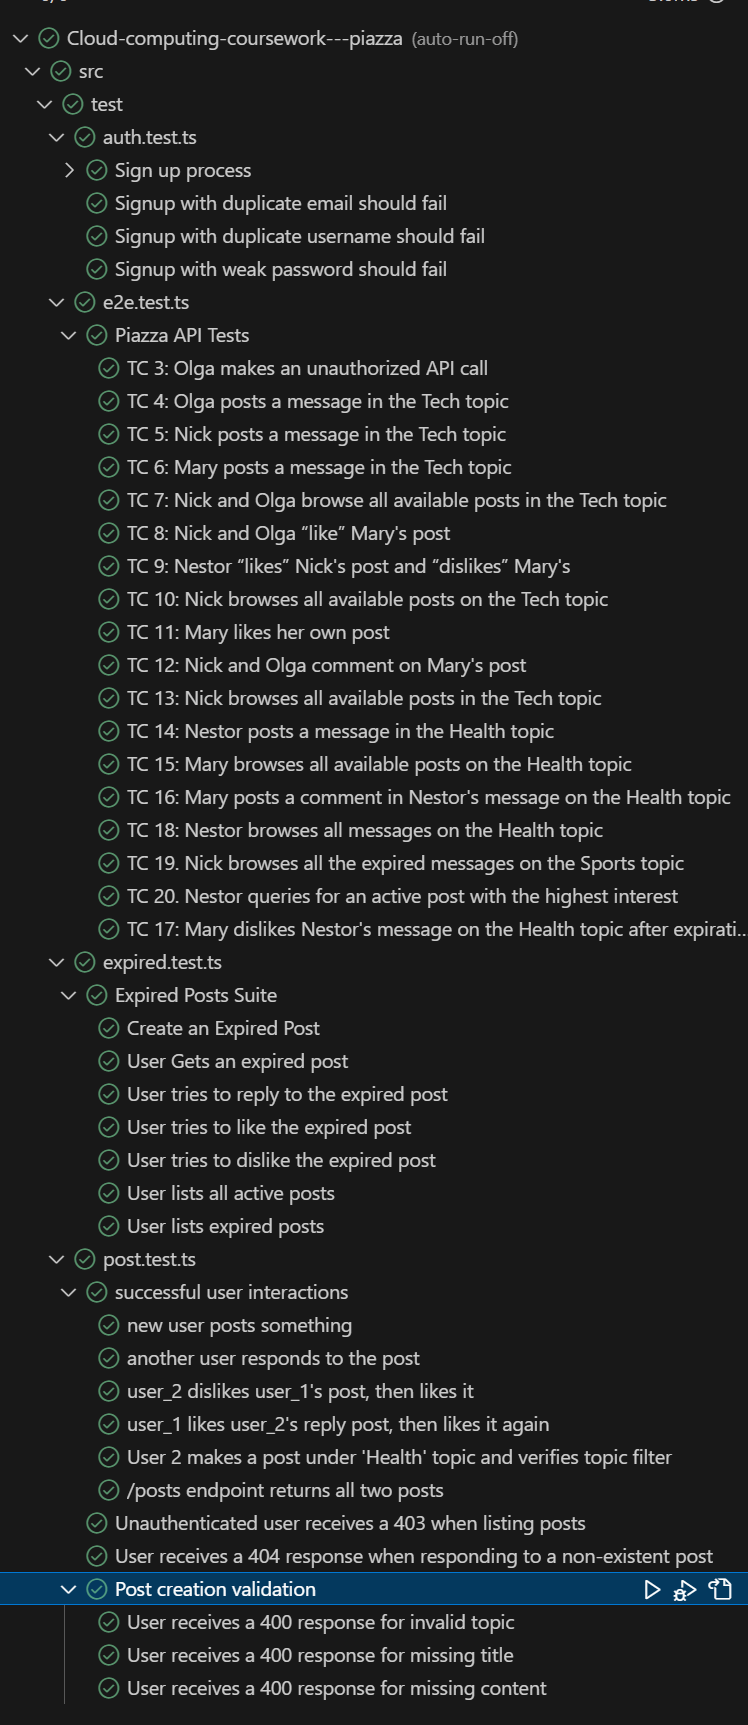 Cloud-computing-coursework---piazza (auto-run-off)
src
test
auth.test.ts
Sign up process
Signup with duplicate email should fail
Signup with duplicate username should fail
Signup with weak password should fail
e2e.test.ts
Piazza API Tests
TC 3: Olga makes an unauthorized API call
TC 4: Olga posts a message in the Tech topic
TC 5: Nick posts a message in the Tech topic
TC 6: Mary posts a message in the Tech topic
TC 7: Nick and Olga browse all available posts in the Tech topic
TC 8: Nick and Olga “like” Mary's post
TC 9: Nestor “likes” Nick's post and “dislikes” Mary's
TC 10: Nick browses all available posts on the Tech topic
TC 11: Mary likes her own post
TC 12: Nick and Olga comment on Mary's post
TC 13: Nick browses all available posts in the Tech topic
TC 14: Nestor posts a message in the Health topic
TC 15: Mary browses all available posts on the Health topic
TC 16: Mary posts a comment in Nestor's message on the Health topic
TC 18: Nestor browses all messages on the Health topic
TC 19. Nick browses all the expired messages on the Sports topic
TC 20. Nestor queries for an active post with the highest interest
TC 17: Mary dislikes Nestor's message on the Health topic after expirati...
expired.test.ts
Expired Posts Suite
Create an Expired Post
User Gets an expired post
User tries to reply to the expired post
User tries to like the expired post
User tries to dislike the expired post
User lists all active posts
User lists expired posts
post.test.ts
successful user interactions
new user posts something
another user responds to the post
user_2 dislikes user_1's post, then likes it
user_1 likes user_2's reply post, then likes it again
User 2 makes a post under 'Health' topic and verifies topic filter
/posts endpoint returns all two posts
Unauthenticated user receives a 403 when listing posts
User receives a 404 response when responding to a non-existent post
Post creation validation
User receives a 400 response for invalid topic
User receives a 400 response for missing title
User receives a 400 response for missing content